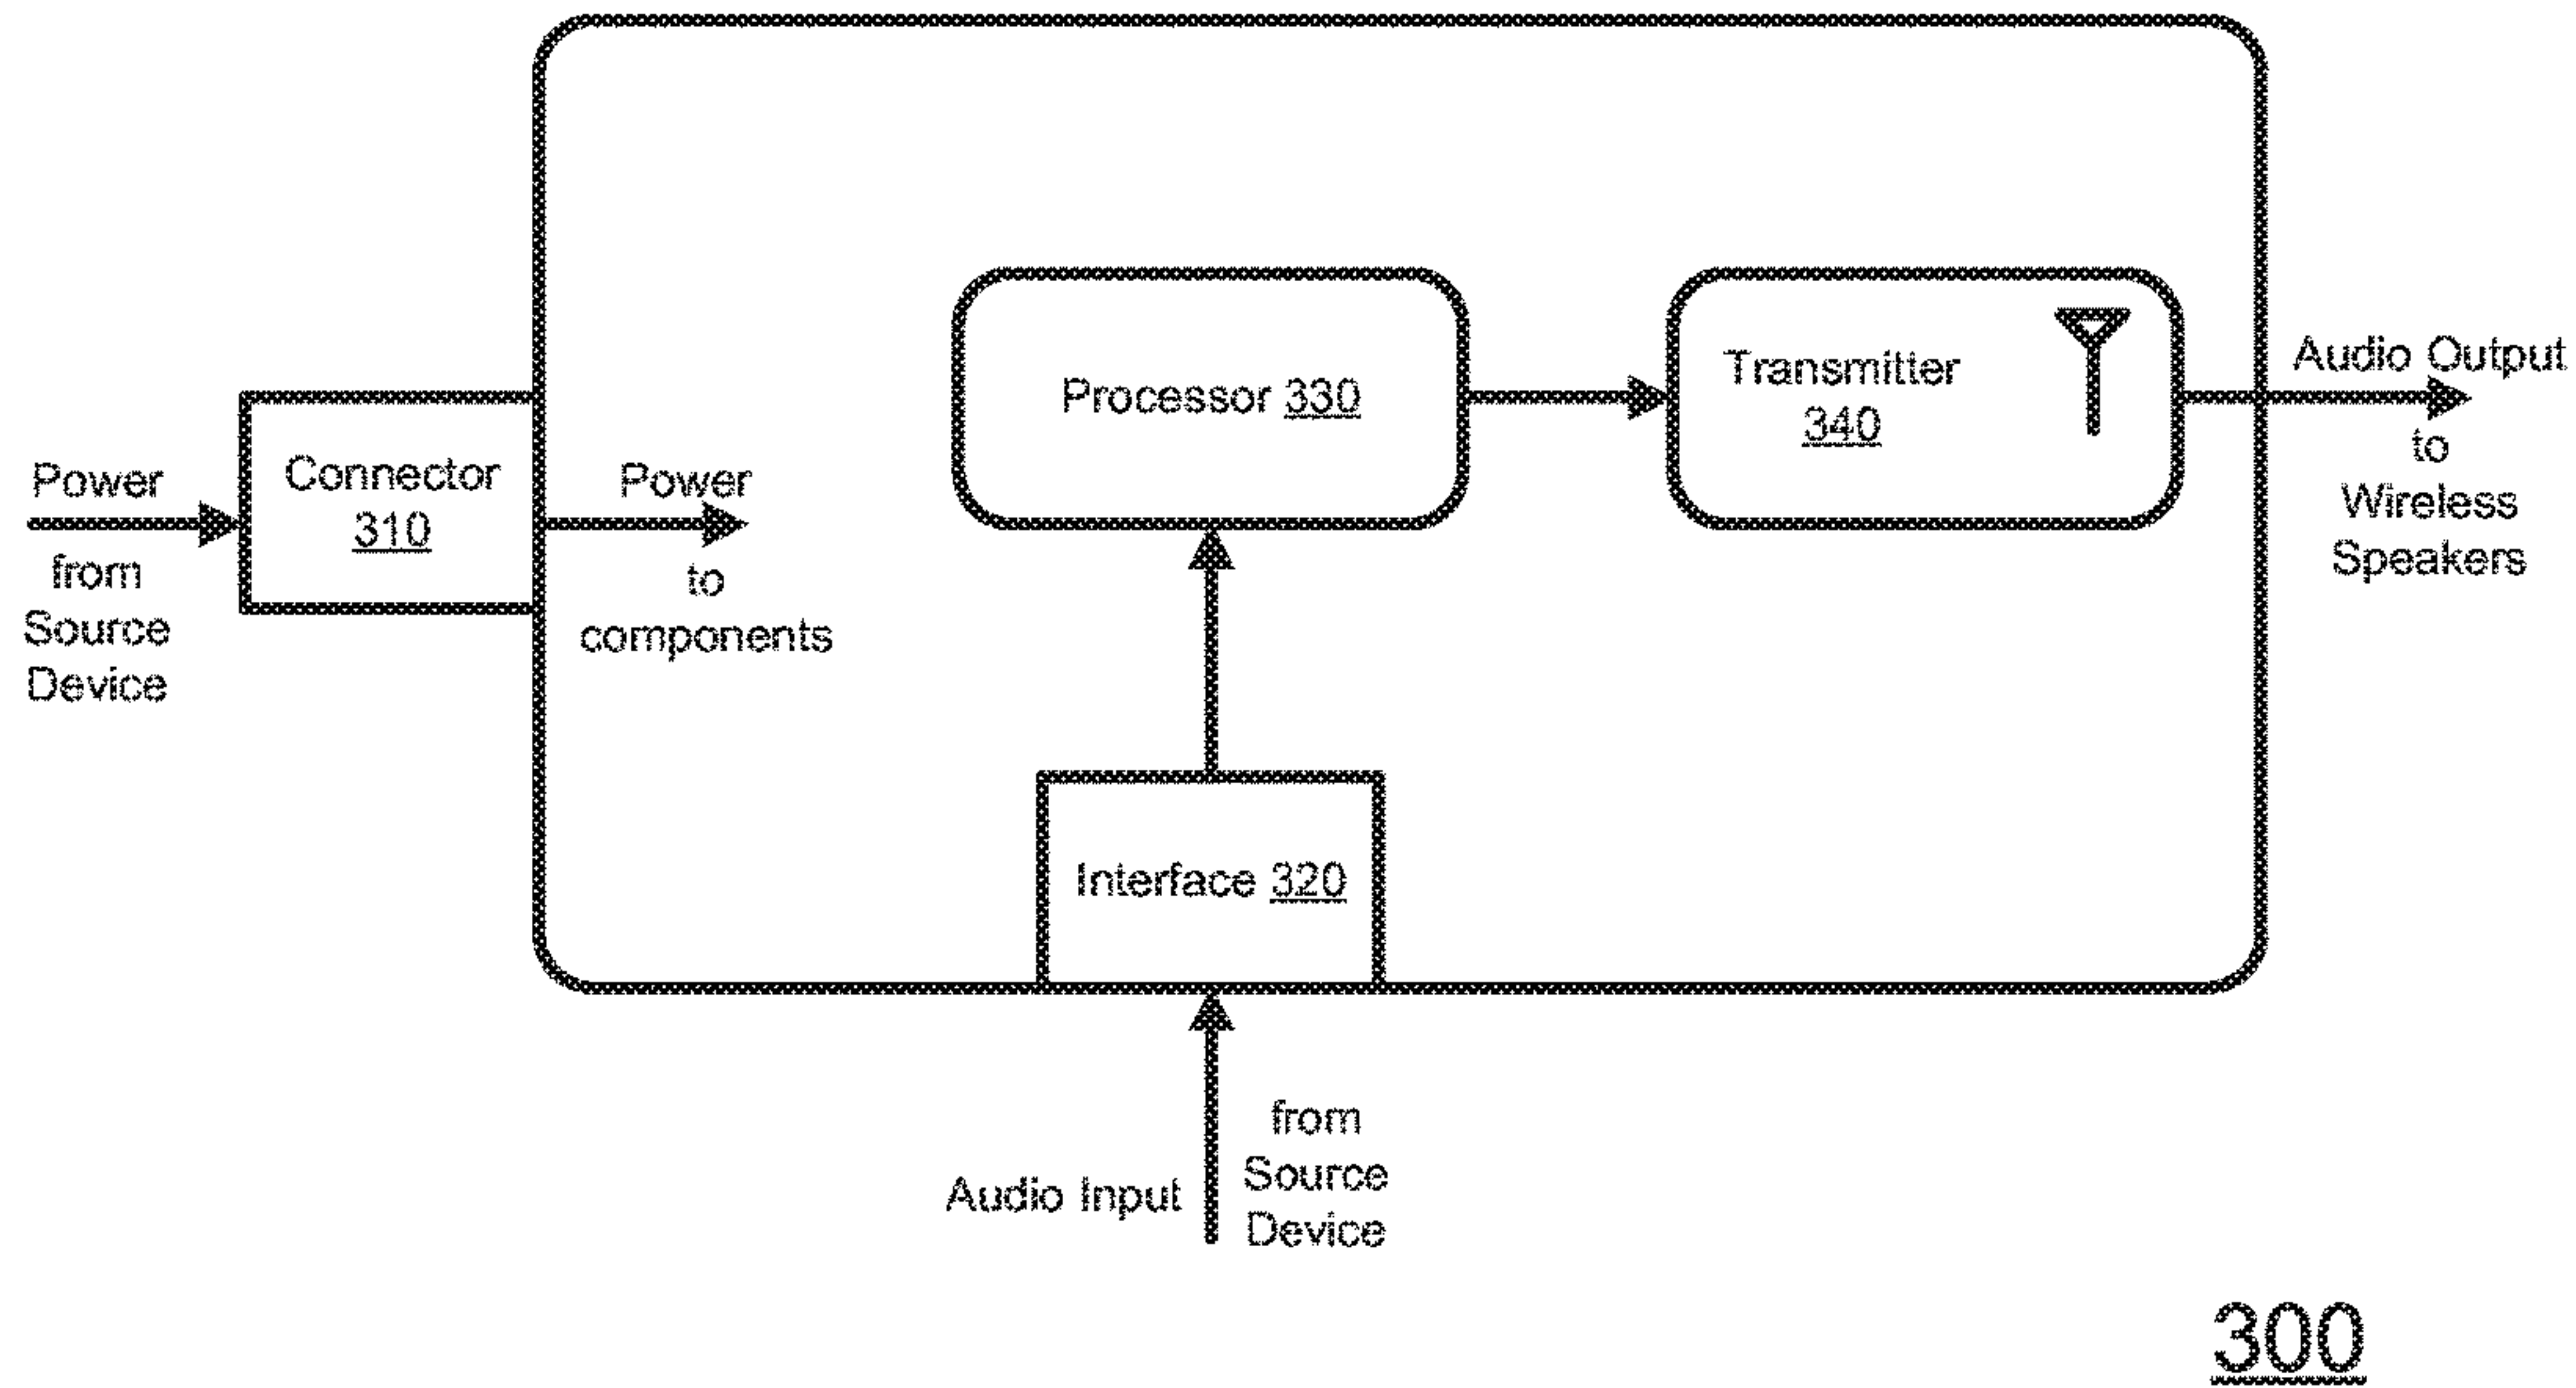 Power
from
Source
Device
Connector
310
Power
to
components
Processor 330
Transmitter
340
Audio Output
to
Wireless
Speakers
Interface 320
Audio Input
from
Source
Device
300